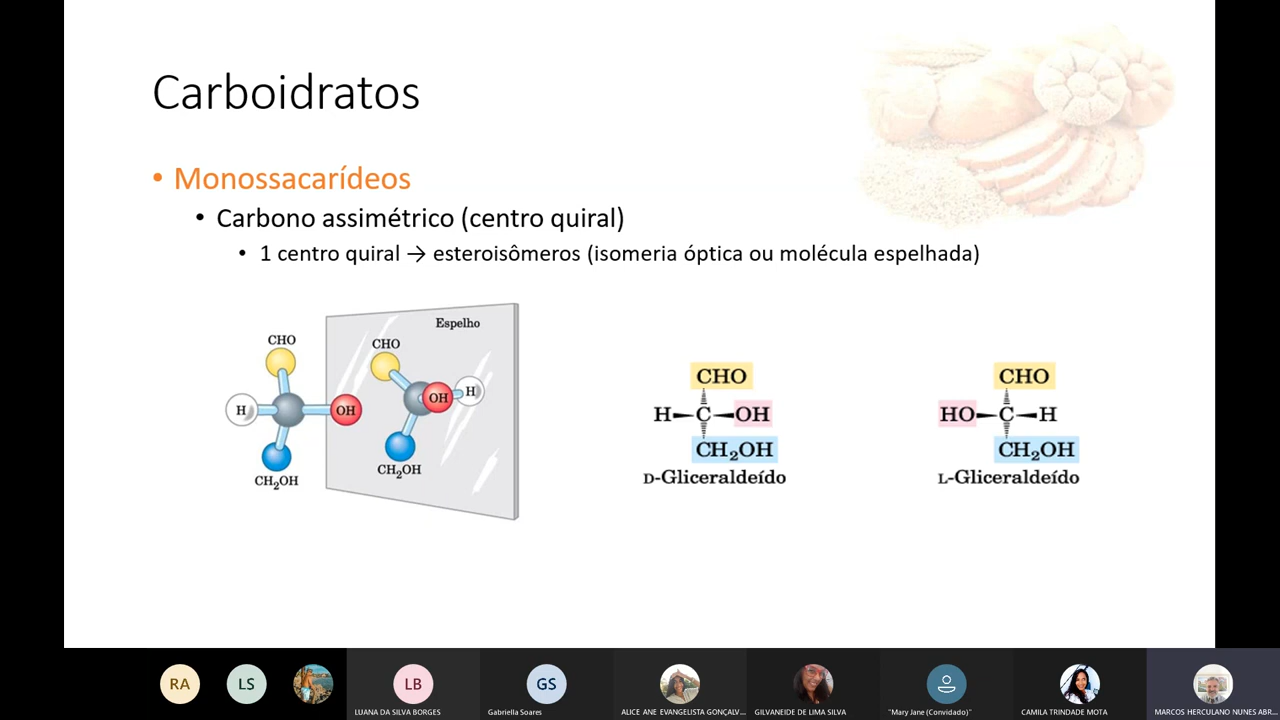 Carboidratos
• Monossacarídeos
• Carbono assimétrico (centro quiral)
• 1 centro quiral → esteroisômeros (isomeria óptica ou molécula espelhada)
Espelho
CHO
H
OH
CH₂OH
CHO
OH
H
CH₂OH
CHO
H C OH
CH₂OH
D-Gliceraldeído
CHO
HO C H
CH₂OH
L-Gliceraldeído
RA
LS
LB
LUANA DA SILVA BORGES
GS
Gabriella Soares
ALICE ANE EVANGELISTA GONÇALV...
GILVANEIDE DE LIMA SILVA
"Mary Jane (Convidado)"
CAMILA TRINDADE MOTA
MARCOS HERCULANO NUNES ABR...